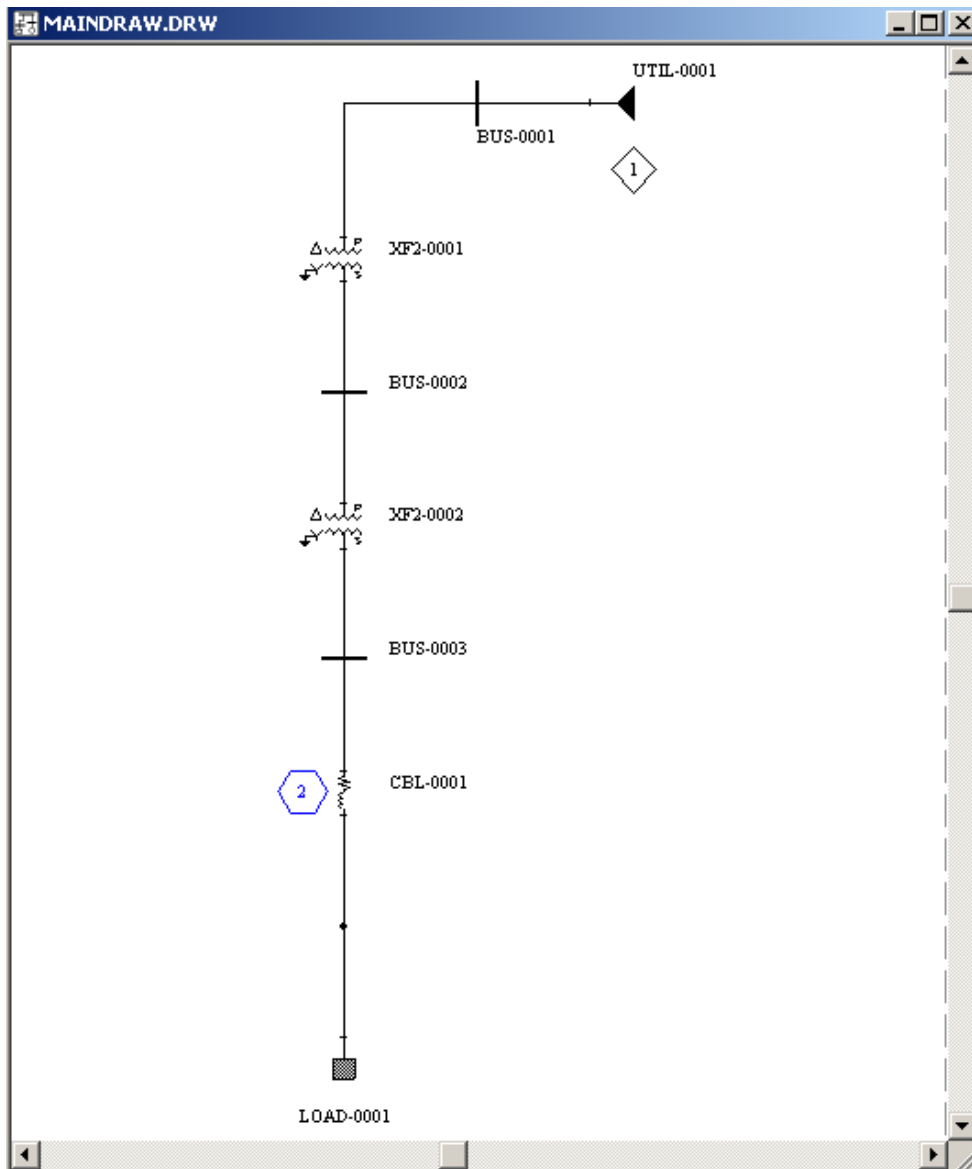 MAINDRAW.DRW
UTIL-0001
BUS-0001
1
P
XF2-0001
S
BUS-0002
P
XF2-0002
S
BUS-0003
2
CBL-0001
LOAD-0001